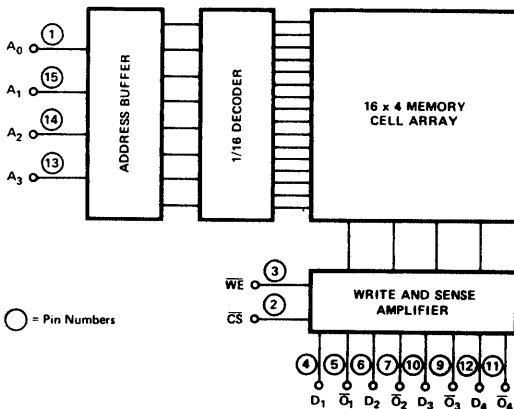 A0 1
A1 15
A2 14
A3 13
ADDRESS BUFFER
1/16 DECODER
16 x 4 MEMORY
CELL ARRAY
WE 3
CS 2
WRITE AND SENSE
AMPLIFIER
= Pin Numbers
4 5 6 7 10 9 12 11
D1 O1 D2 O2 D3 O3 D4 O4